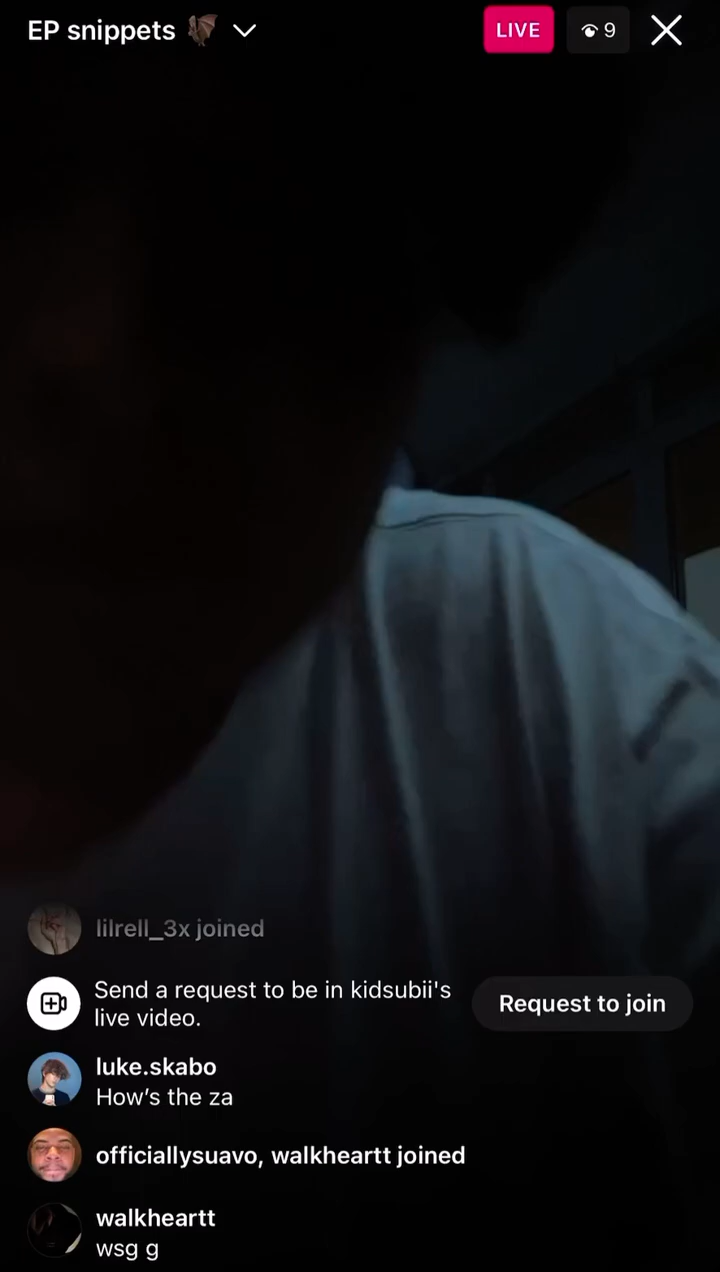 EP snippets 🦇
LIVE
9
lilrell_3x joined
Send a request to be in kidsubii's
live video.
Request to join
luke.skabo
How’s the za
officiallysuavo, walkheartt joined
walkheartt
wsg g